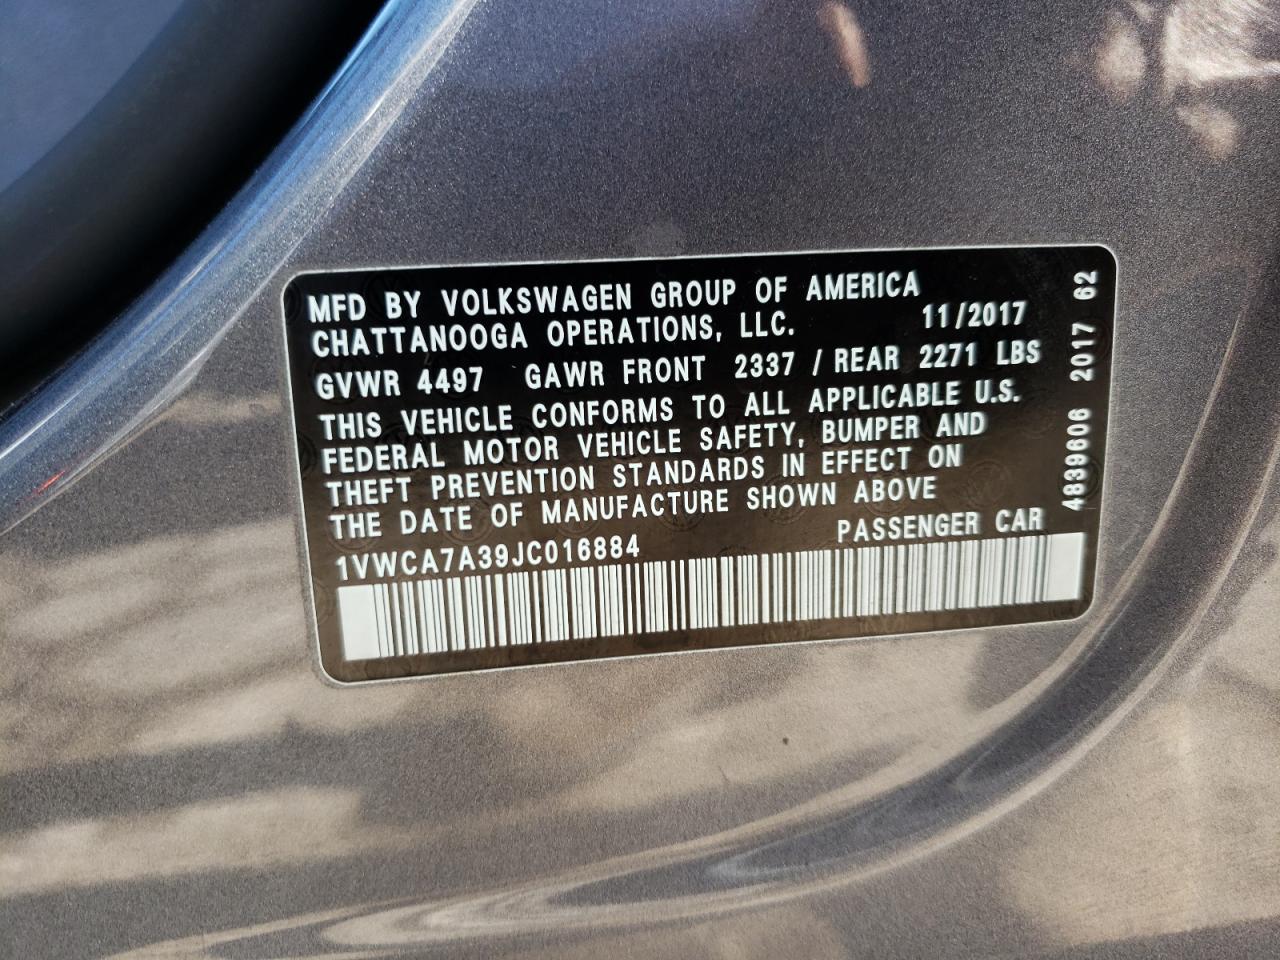 MFD BY VOLKSWAGEN GROUP OF AMERICA
CHATTANOOGA OPERATIONS, LLC. 11/2017
GVWR 4497 GAWR FRONT 2337 / REAR 2271 LBS
THIS VEHICLE CONFORMS TO ALL APPLICABLE U.S.
FEDERAL MOTOR VEHICLE SAFETY, BUMPER AND
THEFT PREVENTION STANDARDS IN EFFECT ON
THE DATE OF MANUFACTURE SHOWN ABOVE
PASSENGER CAR
1VWCA7A39JC016884
4839606 2017 62